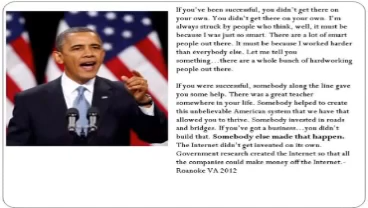 If you've been successful, you didn't get there on
your own. You didn't get there on your own. I'm
always struck by people who think, well, it must be
because I was just so smart. There are a lot of smart
people out there. It must be because I worked harder
than everybody else. Let me tell you
something…there are a whole bunch of hardworking
people out there.
If you were successful, somebody along the line gave
you some help. There was a great teacher
somewhere in your life. Somebody helped to create
this unbelievable American system that we have that
allowed you to thrive. Somebody invested in roads
and bridges. If you've got a business…you didn't
build that. Somebody else made that happen.
The Internet didn't get invented on its own.
Government research created the Internet so that all
the companies could make money off the Internet.-
Roanoke VA 2012